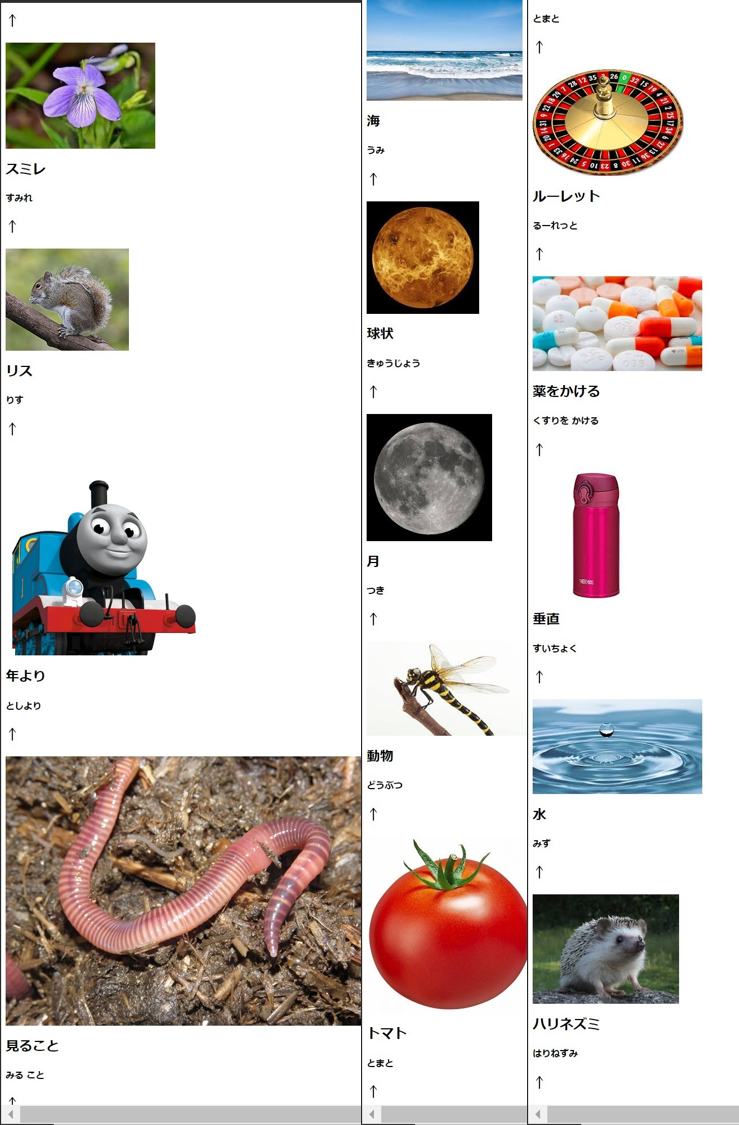 ↑
スミレ
すみれ
↑
リス
りす
↑
年より
としより
↑
見ること
みる こと
↑
海
うみ
↑
球状
きゅうじょう
↑
月
つき
↑
動物
どうぶつ
↑
トマト
とまと
↑
とまと
↑
ルーレット
るーれっと
↑
薬をかける
くすりを かける
↑
垂直
すいちょく
↑
水
みず
↑
ハリネズミ
はりねずみ
↑